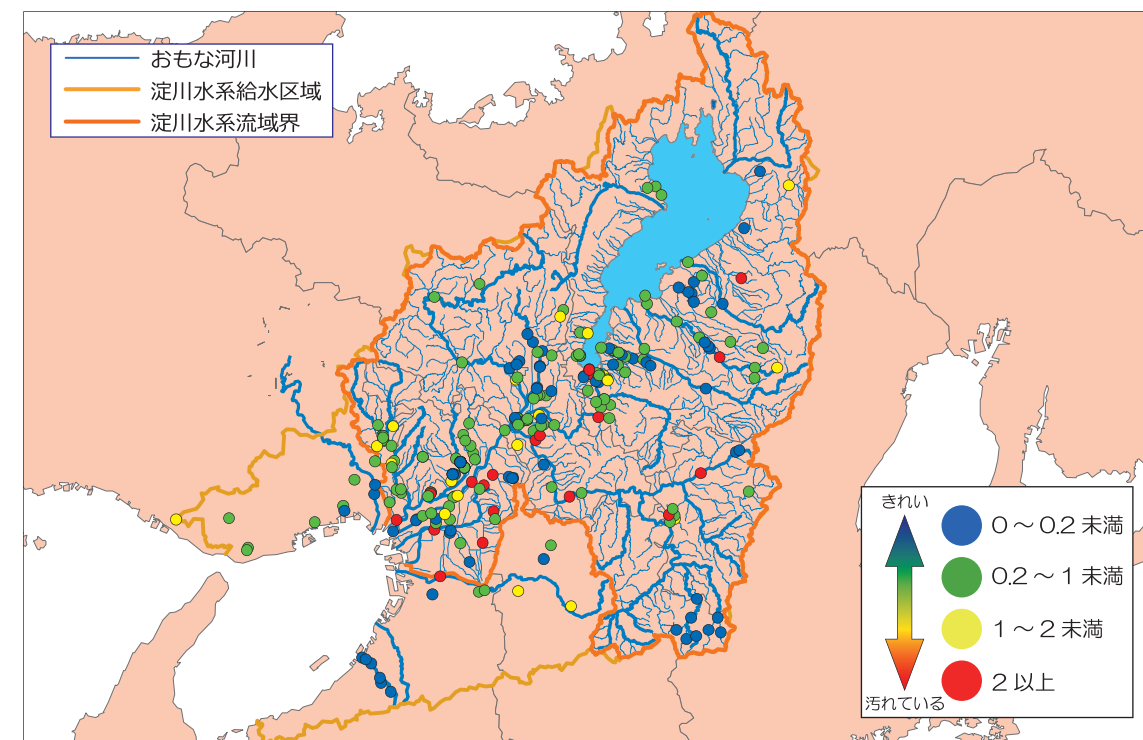 おもな河川
淀川水系給水区域
淀川水系流域界
きれい
0～0.2未満
0.2～1未満
1～2未満
2以上
汚れている